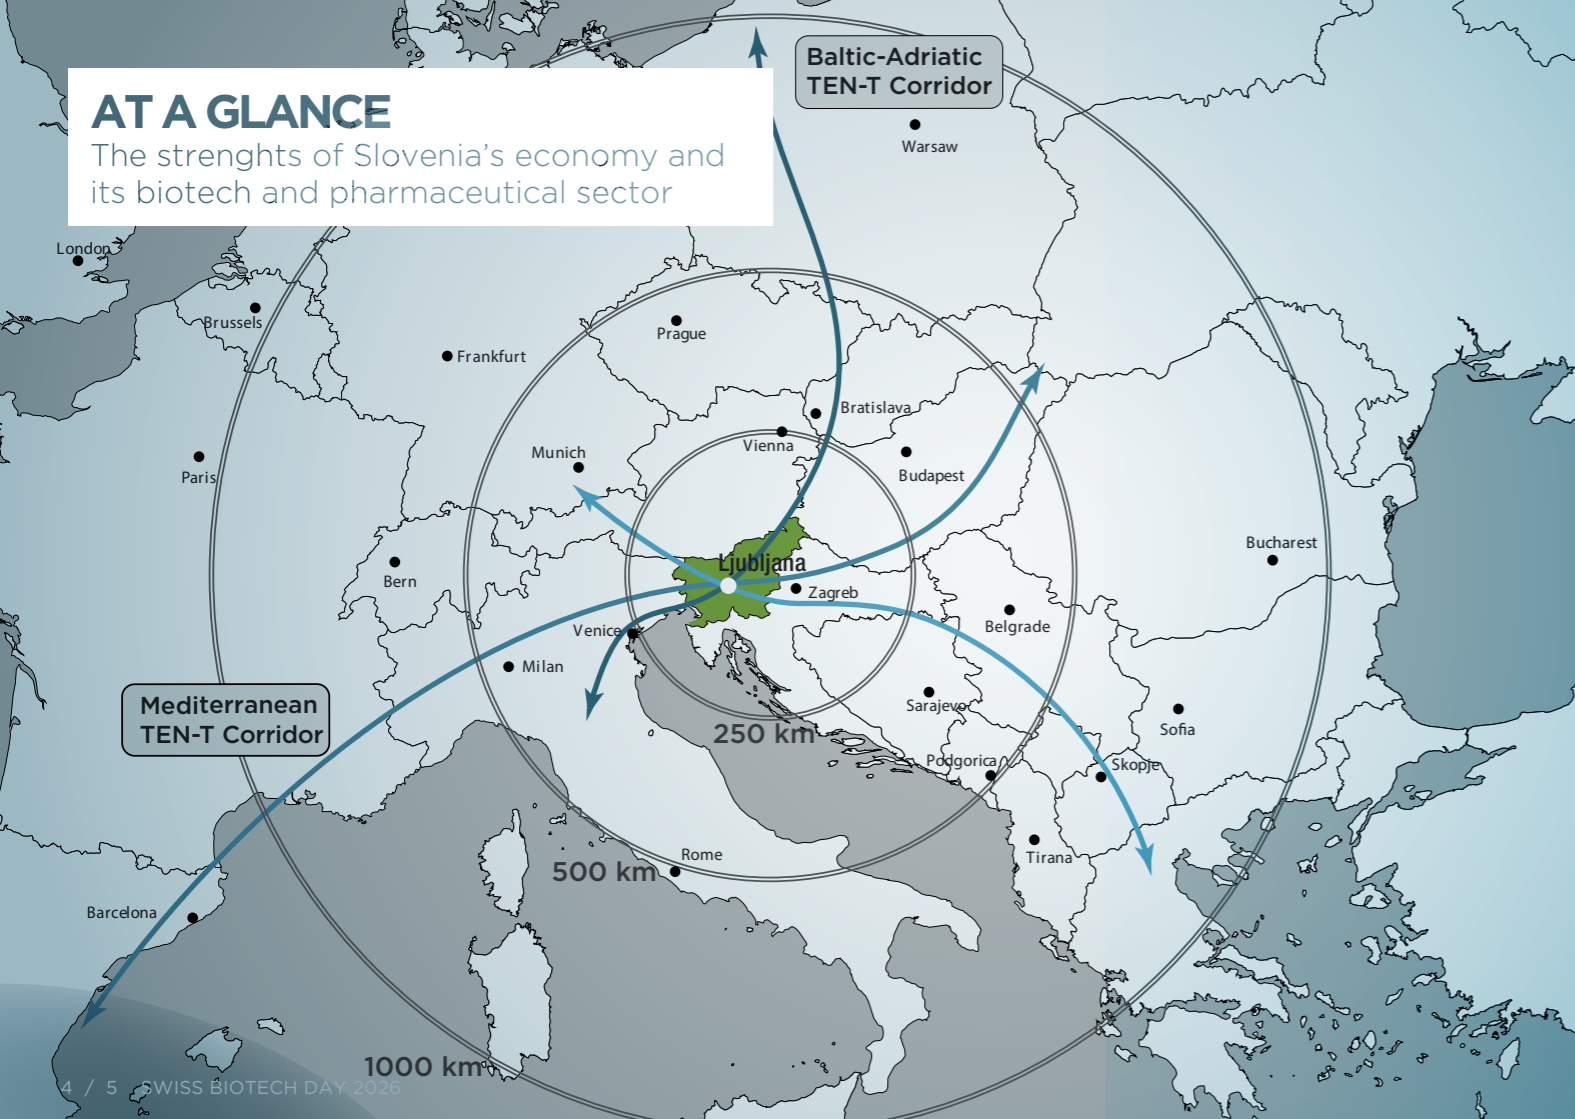 Baltic-Adriatic
TEN-T Corridor
AT A GLANCE
The strenghts of Slovenia's economy and
its biotech and pharmaceutical sector
Warsaw
London
Brussels
Prague
Frankfurt
Bratislava
Vienna
Munich
Budapest
Paris
Bucharest
Ljubljana
Bern
Zagreb
Belgrade
Venice
Milan
Sarajevo
Mediterranean
TEN-T Corridor
Sofia
250 km
Podgorica
Skopje
Tirana
Rome
500 km
Barcelona
1000 km
4 / 5 SWISS BIOTECH DAY 2026